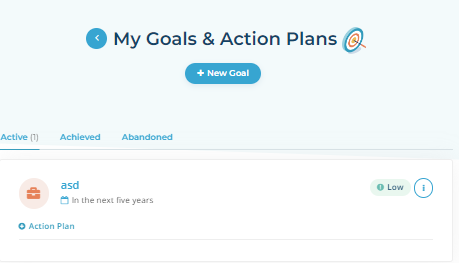 My Goals & Action Plans
+ New Goal
Active (1) Achieved Abandoned
asd
Low
In the next five years
Action Plan